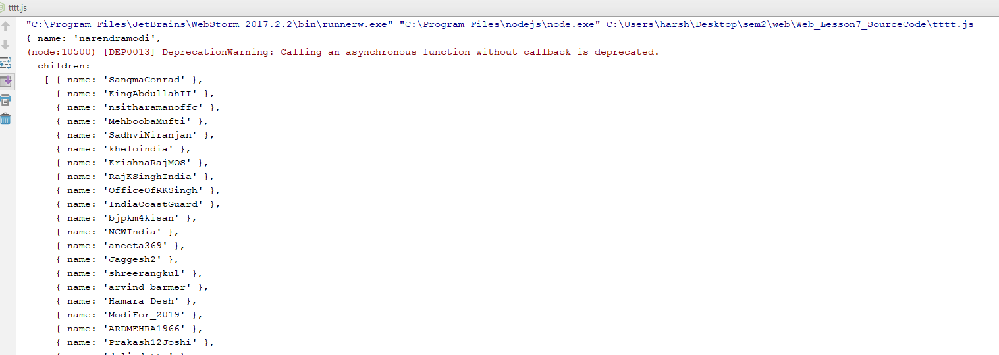 tttt.js
"C:\Program Files\JetBrains\WebStorm 2017.2.2\bin\runnerw.exe" "C:\Program Files\nodejs\node.exe" C:\Users\harsh\Desktop\sem2\web\Web_Lesson7_SourceCode\tttt.js
{ name: 'narendramodi',
(node:10500) [DEP0013] DeprecationWarning: Calling an asynchronous function without callback is deprecated.
children:
[ { name: 'SangmaConrad' },
{ name: 'KingAbdullahII' },
{ name: 'nsitharamanoffc' },
{ name: 'MehboobaMufti' },
{ name: 'SadhviNiranjan' },
{ name: 'kheloindia' },
{ name: 'KrishnaRajMOS' },
{ name: 'RajKSinghIndia' },
{ name: 'OfficeOfRKSingh' },
{ name: 'IndiaCoastGuard' },
{ name: 'bjpkm4kisan' },
{ name: 'NCWIndia' },
{ name: 'aneeta369' },
{ name: 'Jaggesh2' },
{ name: 'shreerangkul' },
{ name: 'arvind_barmer' },
{ name: 'Hamara_Desh' },
{ name: 'ModiFor_2019' },
{ name: 'ARDMEHRA1966' },
{ name: 'Prakash12Joshi' },